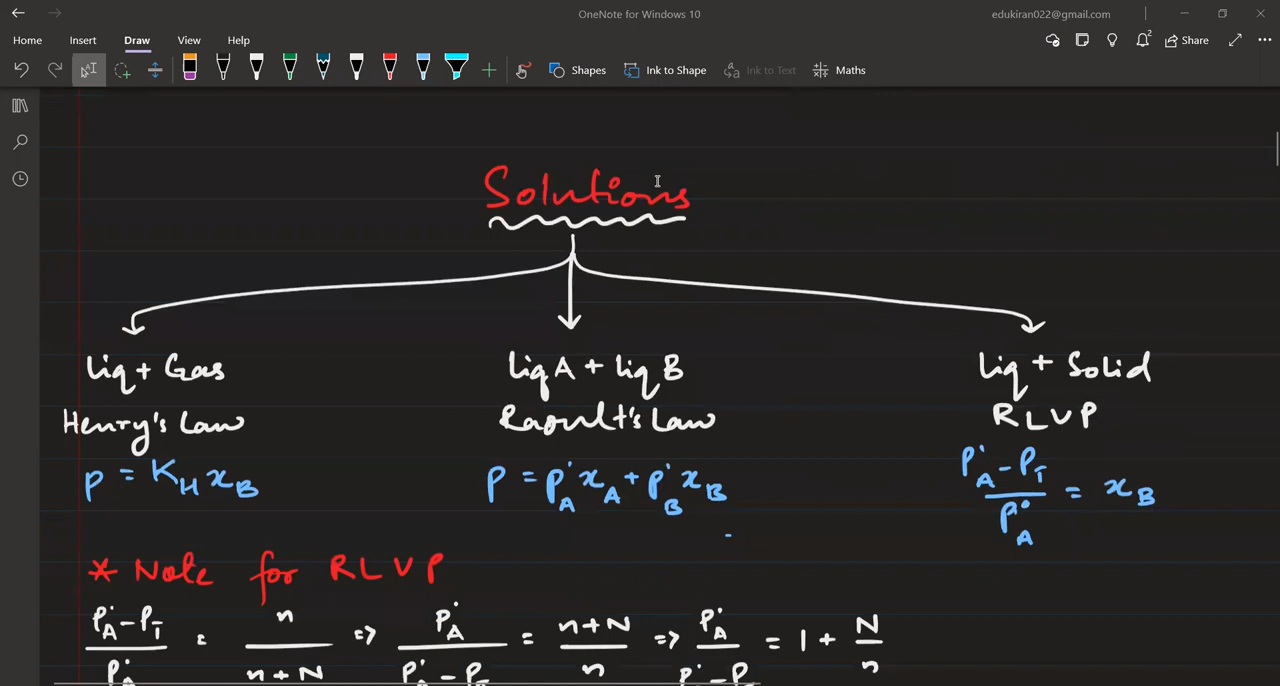 OneNote for Windows 10
edukiran022@gmail.com
Home Insert Draw View Help
Share
Shapes Ink to Shape Ink to Text Maths
Solutions
Liq + Gas
Henry's Law
p = K_H x_B
Liq A + Liq B
Raoult's Law
P = P°_A x_A + P°_B x_B
Liq + Solid
RLVP
P°_A - P_T / P°_A = x_B
* Note for RLVP
P°_A - P_T / P°_A = n / n + N => P°_A / P°_A - P_T = n + N / n => P°_A / P°_A - P = 1 + N / n